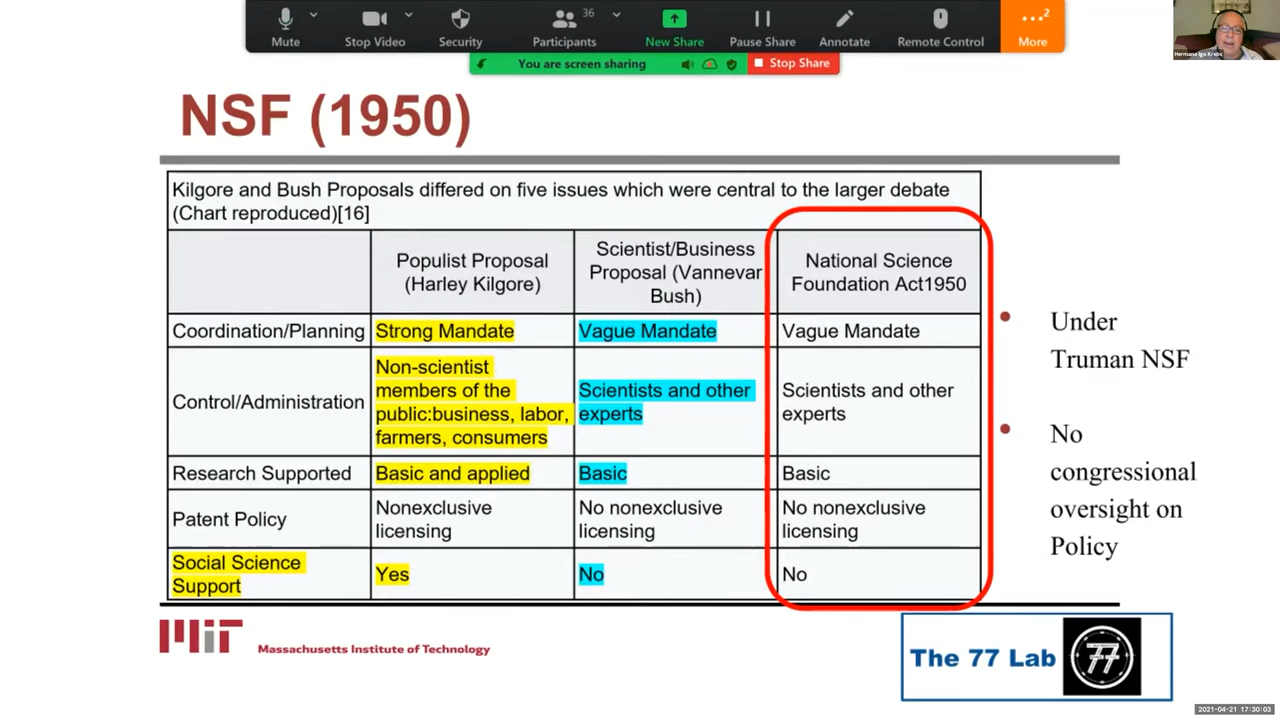 36
2
Mute
Stop Video
Security
Participants
New Share
Pause Share
Annotate
Remote Control
More
You are screen sharing
Stop Share
Hermano Igo Krebs
NSF (1950)
Kilgore and Bush Proposals differed on five issues which were central to the larger debate
(Chart reproduced)[16]
Populist Proposal
(Harley Kilgore)
Scientist/Business
Proposal (Vannevar
Bush)
National Science
Foundation Act1950
Coordination/Planning
Strong Mandate
Vague Mandate
Vague Mandate
Control/Administration
Non-scientist
members of the
public:business, labor,
farmers, consumers
Scientists and other
experts
Scientists and other
experts
Research Supported
Basic and applied
Basic
Basic
Patent Policy
Nonexclusive
licensing
No nonexclusive
licensing
No nonexclusive
licensing
Social Science
Support
Yes
No
No
Under
Truman NSF
No
congressional
oversight on
Policy
MIT
Massachusetts Institute of Technology
The 77 Lab
77
2021-04-21 17:30:03